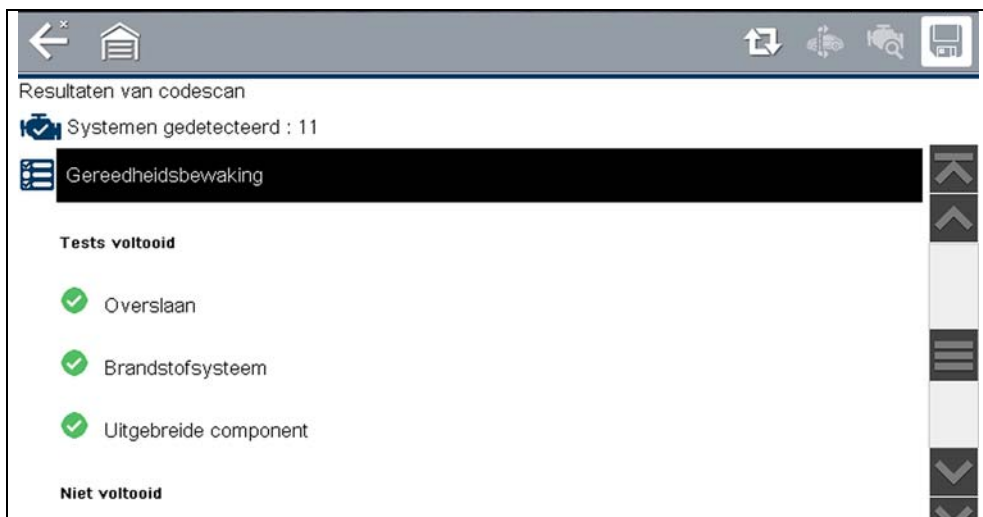 Resultaten van codescan
Systemen gedetecteerd : 11
Gereedheidsbewaking
Tests voltooid
Overslaan
Brandstofsysteem
Uitgebreide component
Niet voltooid